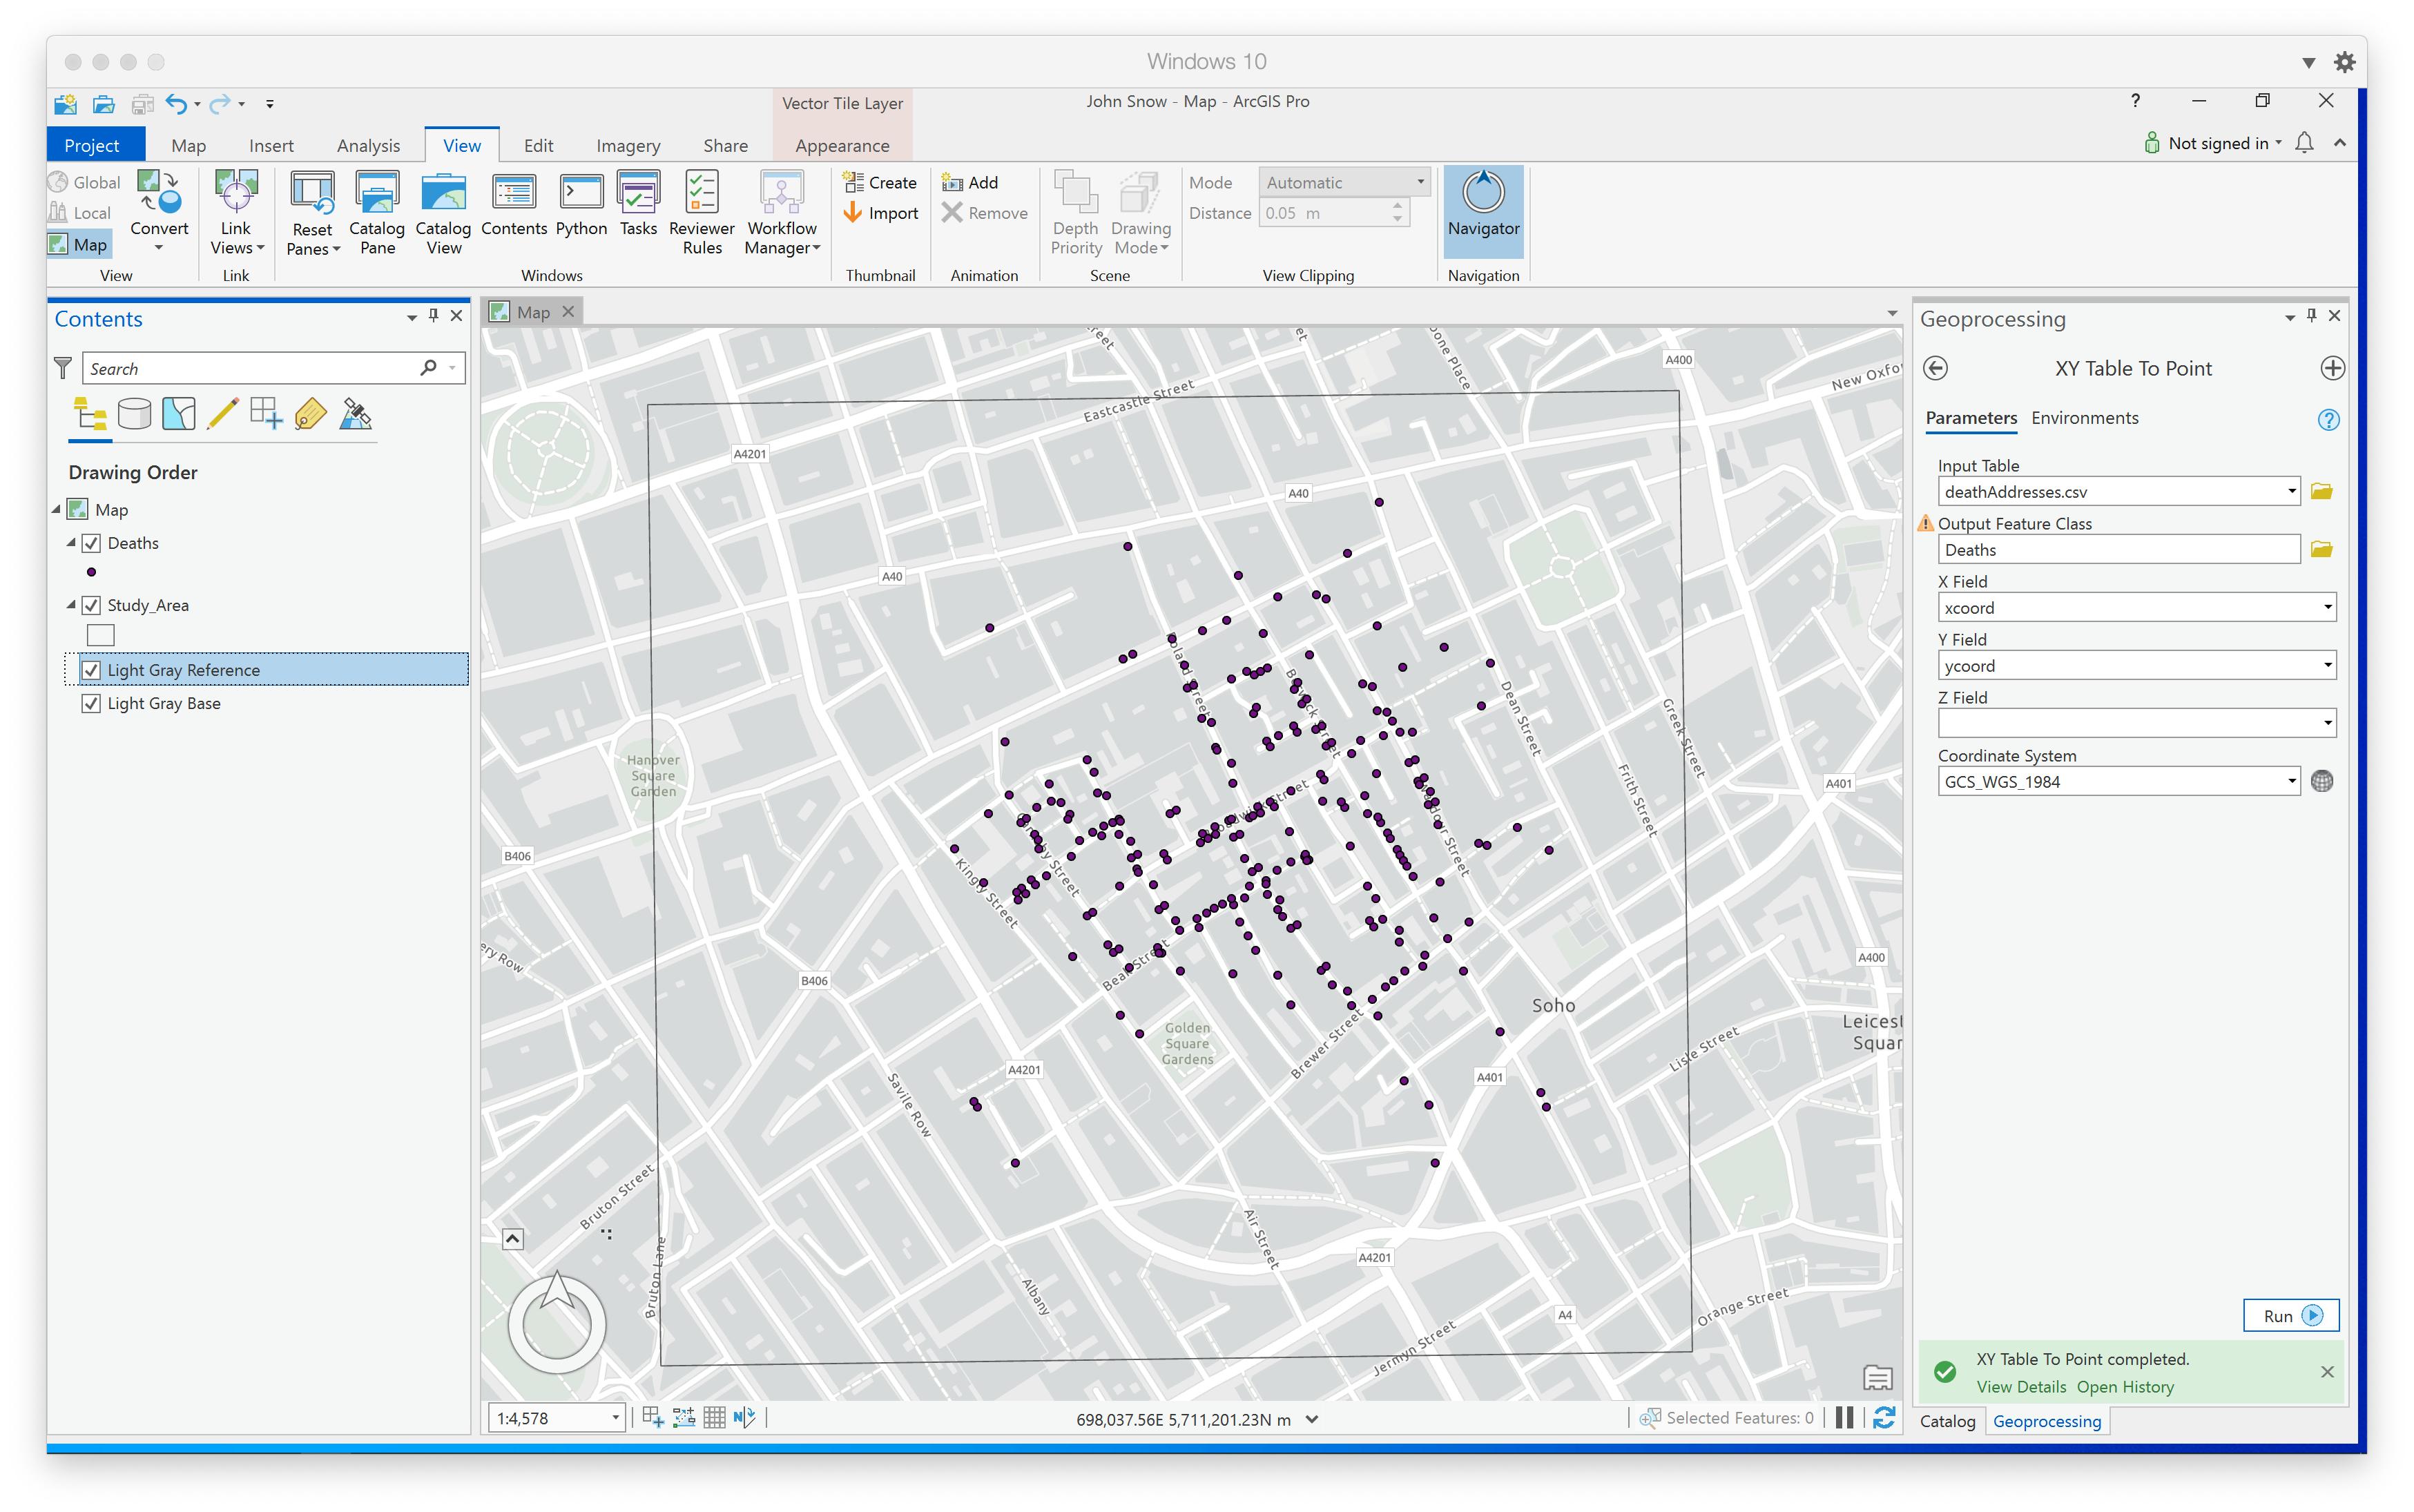 Windows 10
Vector Tile Layer
John Snow - Map - ArcGIS Pro
?
Project
Map
Insert
Analysis
View
Edit
Imagery
Share
Appearance
Not signed in
Global
Local
Map
Convert
View
Link
Views
Link
Reset
Panes
Catalog
Pane
Catalog
View
Contents
Python
Tasks
Reviewer
Rules
Workflow
Manager
Windows
Create
Import
Thumbnail
Add
Remove
Animation
Depth
Priority
Drawing
Mode
Scene
Mode
Automatic
Distance
0.05 m
View Clipping
Navigator
Navigation
Contents
Search
Drawing Order
Map
Deaths
Study_Area
Light Gray Reference
Light Gray Base
Map
A400
New Oxfor
Eastcastle Street
A4201
A40
A40
Dean Street
Greek Street
Frith Street
Hanover
Square
Garden
A401
B406
Kingly Street
Beak Street
B406
A400
Soho
Golden
Square
Gardens
Brewer Street
Lisle Street
A4201
A401
Savile Row
Bruton Street
Air Street
A4201
Bruton Lane
Albany
A4
Orange Street
Jermyn Street
1:4,578
698,037.56E 5,711,201.23N m
Selected Features: 0
Geoprocessing
XY Table To Point
Parameters
Environments
?
Input Table
deathAddresses.csv
Output Feature Class
Deaths
X Field
xcoord
Y Field
ycoord
Z Field
Coordinate System
GCS_WGS_1984
Run
XY Table To Point completed.
View Details Open History
Catalog
Geoprocessing